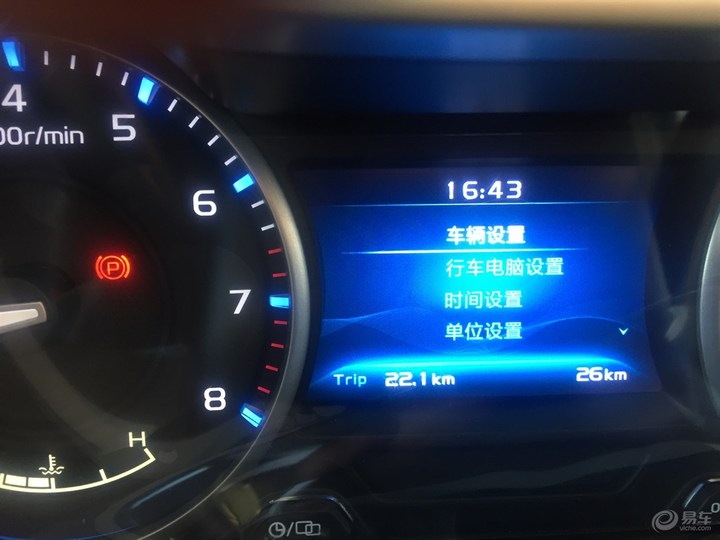 4
00r/min
5
6
7
8
P
H
16:43
车辆设置
行车电脑设置
时间设置
单位设置
Trip 22.1km 26km
易车